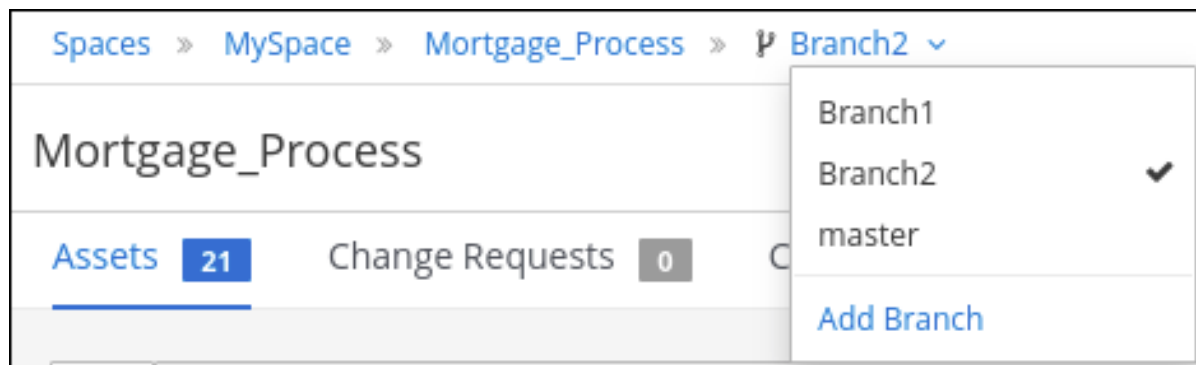 Spaces » MySpace » Mortgage_Process » Branch2
Branch1
Mortgage_Process
Branch2
master
Assets 21 Change Requests 0 C
Add Branch